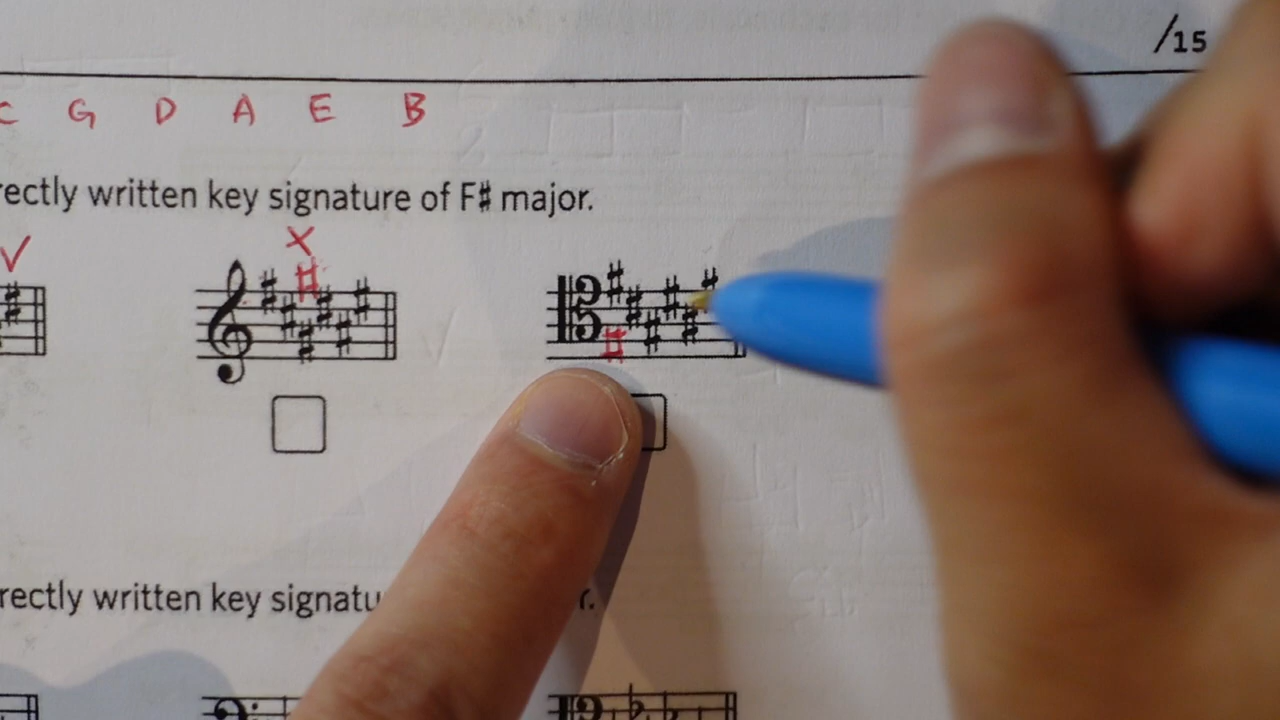 /15
C G D A E B
rectly written key signature of F# major.
rectly written key signatu r.